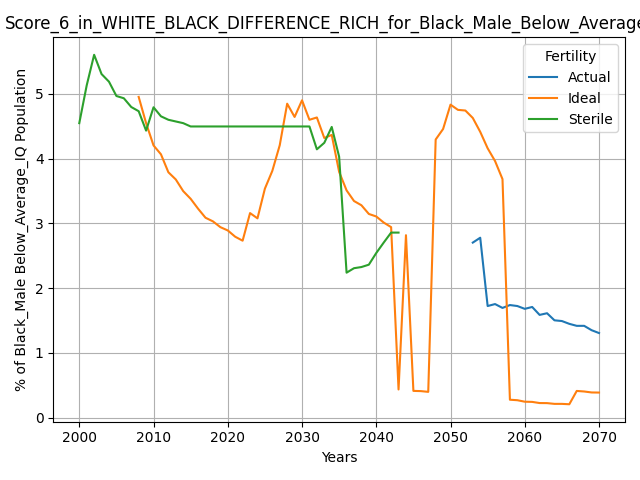 Score_6_in_WHITE_BLACK_DIFFERENCE_RICH_for_Black_Male_Below_Average
Fertility
Actual
Ideal
Sterile
% of Black_Male Below_Average_IQ Population
5
4
3
2
1
0
2000 2010 2020 2030 2040 2050 2060 2070
Years